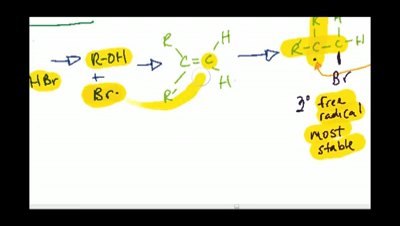 HBr
R-OH
+
Br·
R H
C=C
R H
R H
R-C-C-H
Br
3° free
radical
most
stable